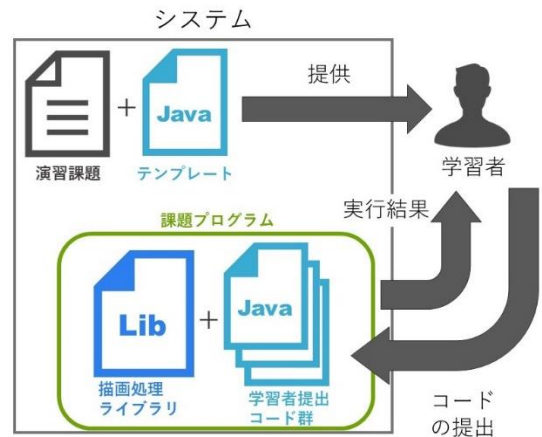 システム
提供
+
Java
演習課題
テンプレート
学習者
実行結果
課題プログラム
Lib
+
Java
描画処理
ライブラリ
学習者提出
コード群
コード
の提出